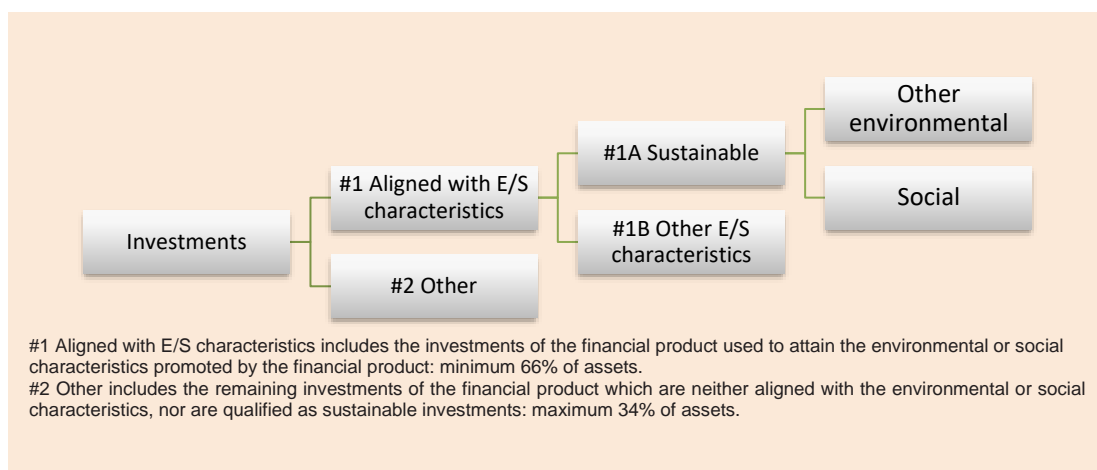 Other
environmental
#1A Sustainable
#1 Aligned with E/S
characteristics
Social
Investments
#1B Other E/S
characteristics
#2 Other
#1 Aligned with E/S characteristics includes the investments of the financial product used to attain the environmental or social
characteristics promoted by the financial product: minimum 66% of assets.
#2 Other includes the remaining investments of the financial product which are neither aligned with the environmental or social
characteristics, nor are qualified as sustainable investments: maximum 34% of assets.